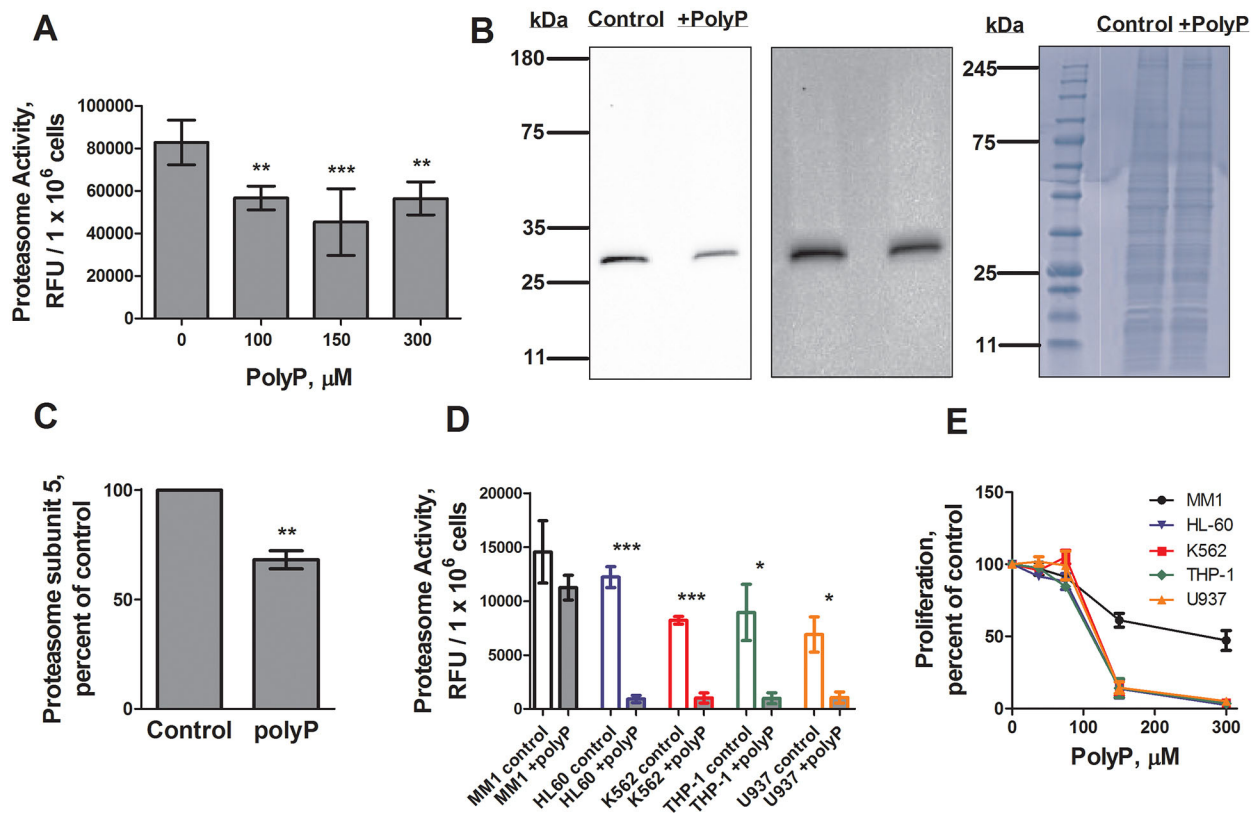 A
Proteasome Activity,
RFU / 1 x 10⁶ cells
100000
80000
60000
40000
20000
0
**
***
**
0 100 150 300
PolyP, µM
B
kDa Control +PolyP
180
75
35
25
11
kDa Control +PolyP
245
75
25
11
C
Proteasome subunit 5,
percent of control
100
50
0
**
Control polyP
D
Proteasome Activity,
RFU / 1 x 10⁶ cells
20000
15000
10000
5000
0
***
***
*
*
MM1 control
MM1 +polyP
HL60 control
HL60 +polyP
K562 control
K562 +polyP
THP-1 control
THP-1 +polyP
U937 control
U937 +polyP
E
Proliferation,
percent of control
150
100
50
0
MM1
HL-60
K562
THP-1
U937
0 100 200 300
PolyP, µM